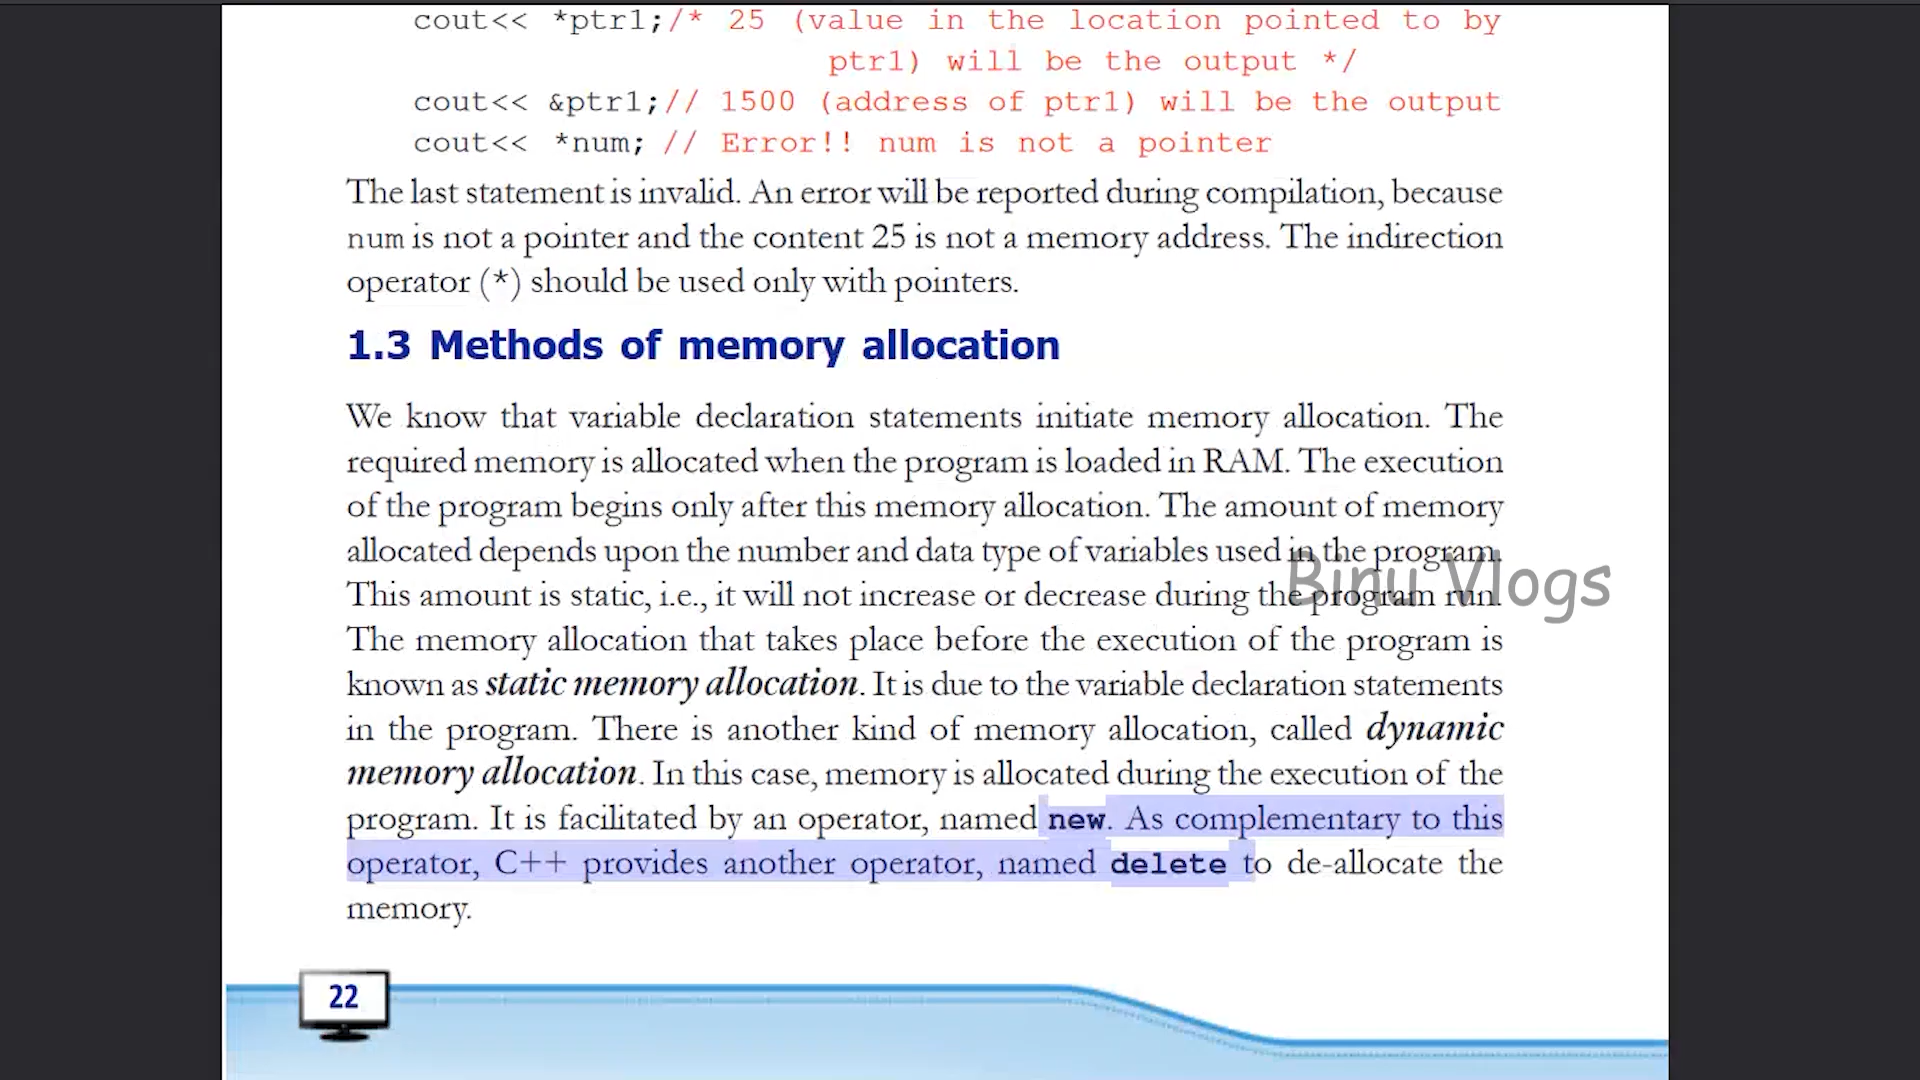 cout<< *ptr1;/* 25 (value in the location pointed to by
ptr1) will be the output */
cout<< &ptr1;// 1500 (address of ptr1) will be the output
cout<< *num; // Error!! num is not a pointer
The last statement is invalid. An error will be reported during compilation, because
num is not a pointer and the content 25 is not a memory address. The indirection
operator (*) should be used only with pointers.
1.3 Methods of memory allocation
We know that variable declaration statements initiate memory allocation. The
required memory is allocated when the program is loaded in RAM. The execution
of the program begins only after this memory allocation. The amount of memory
allocated depends upon the number and data type of variables used in the program.
This amount is static, i.e., it will not increase or decrease during the program run.
Binu Vlogs
The memory allocation that takes place before the execution of the program is
known as static memory allocation. It is due to the variable declaration statements
in the program. There is another kind of memory allocation, called dynamic
memory allocation. In this case, memory is allocated during the execution of the
program. It is facilitated by an operator, named new. As complementary to this
operator, C++ provides another operator, named delete to de-allocate the
memory.
22